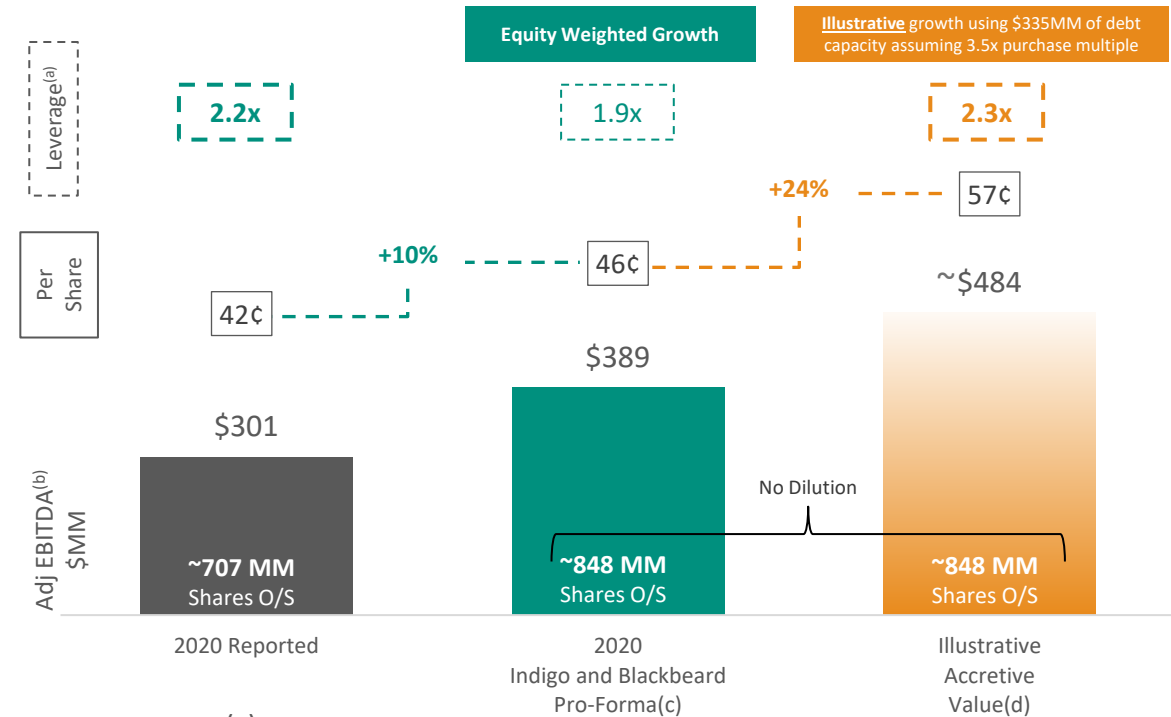 Equity Weighted Growth
Illustrative growth using $335MM of debt
capacity assuming 3.5x purchase multiple
Leverage(a)
2.2x
1.9x
2.3x
+24%
57¢
Per
Share
+10%
46¢
42¢
~$484
$389
$301
No Dilution
Adj EBITDA(b)
$MM
~707 MM
Shares O/S
~848 MM
Shares O/S
~848 MM
Shares O/S
2020 Reported
2020
Indigo and Blackbeard
Pro-Forma(c)
Illustrative
Accretive
Value(d)